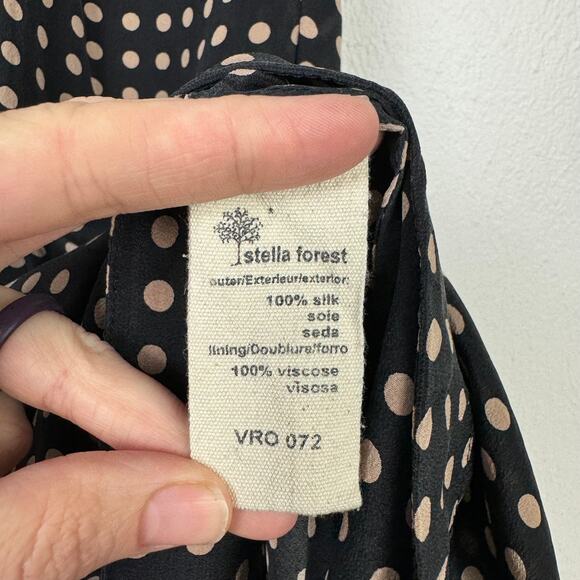 stella forest
outer/Exterieur/exterior:
100% silk
soie
seda
lining/Doublure/forro
100% viscose
visosa
VRO 072